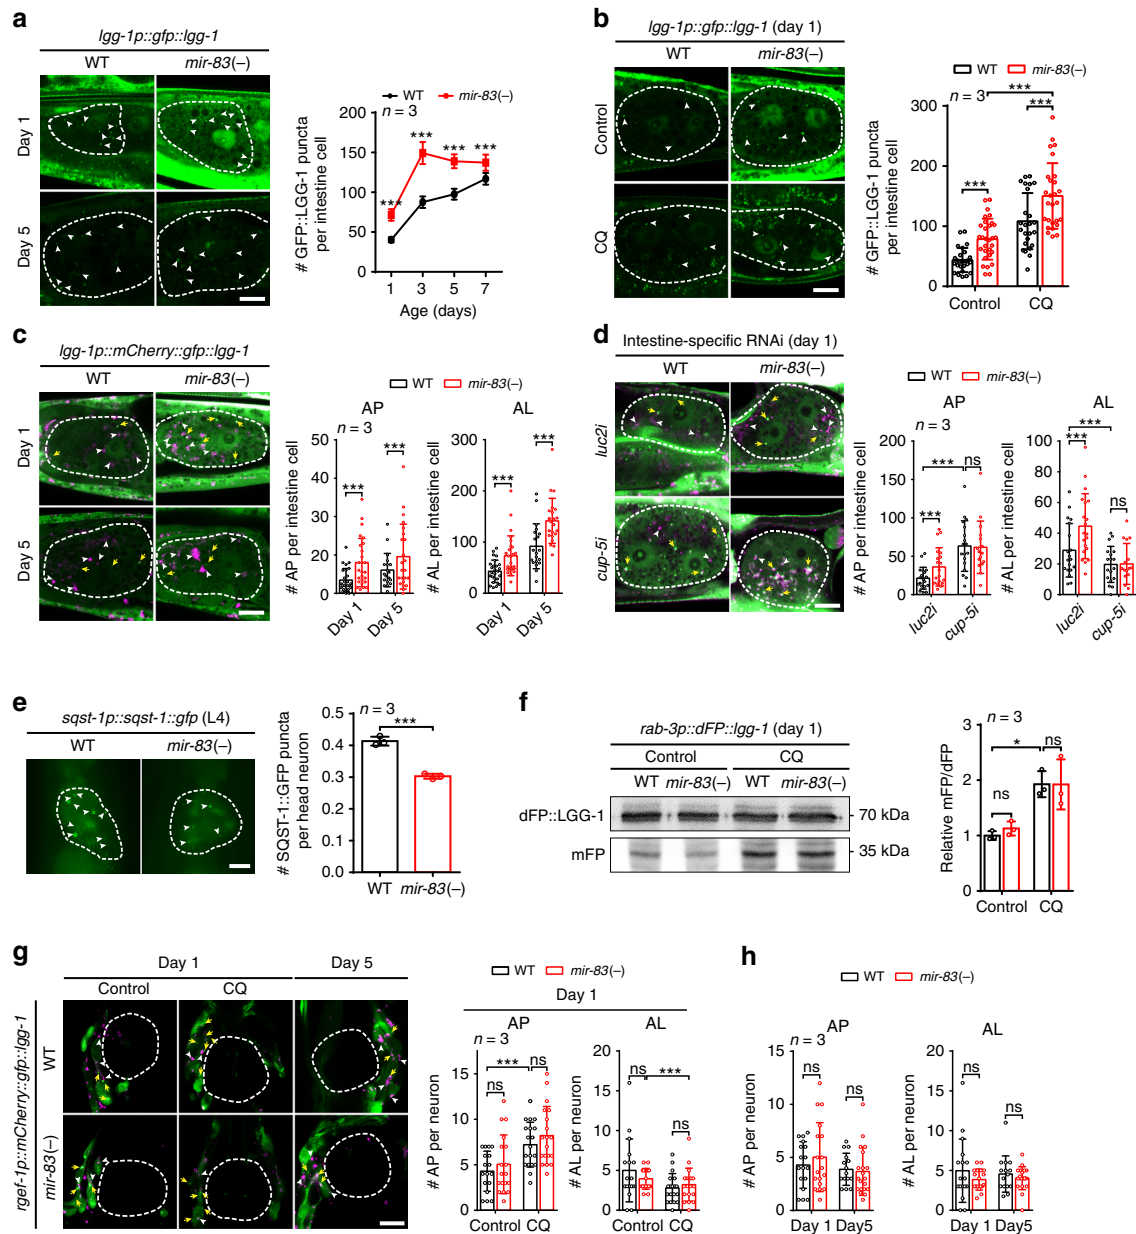 a
lgg-1p::gfp::lgg-1
WT mir-83(–)
Day 1
Day 5
WT mir-83(–)
n = 3
# GFP::LGG-1 puncta
per intestine cell
200
150
100
50
0
*** *** *** ***
1 3 5 7
Age (days)
b
lgg-1p::gfp::lgg-1 (day 1)
WT mir-83(–)
Control
CQ
WT mir-83(–)
n = 3
# GFP::LGG-1 puncta
per intestine cell
300
200
100
0
*** *** ***
Control CQ
c
lgg-1p::mCherry::gfp::lgg-1
WT mir-83(–)
Day 1
Day 5
WT mir-83(–)
AP
n = 3
# AP per intestine cell
50
40
30
20
10
0
*** ***
Day 1 Day 5
AL
# AL per intestine cell
300
200
100
0
*** ***
Day 1 Day 5
d
Intestine-specific RNAi (day 1)
WT mir-83(–)
luc2i
cup-5i
WT mir-83(–)
AP
n = 3
# AP per intestine cell
200
150
100
50
0
*** *** ns
luc2i cup-5i
AL
# AL per intestine cell
100
80
60
40
20
0
*** *** ns
luc2i cup-5i
e
sqst-1p::sqst-1::gfp (L4)
WT mir-83(–)
n = 3
# SQST-1::GFP puncta
per head neuron
0.5
0.4
0.3
0.2
0.1
0.0
***
WT mir-83(–)
f
rab-3p::dFP::lgg-1 (day 1)
Control CQ
WT mir-83(–) WT mir-83(–)
dFP::LGG-1 - 70 kDa
mFP - 35 kDa
n = 3
Relative mFP/dFP
3
2
1
0
ns * ns
Control CQ
g
Day 1 Day 5
Control CQ
rgef-1p::mCherry::gfp::lgg-1
WT
mir-83(–)
WT mir-83(–)
Day 1
AP
n = 3
# AP per neuron
15
10
5
0
ns *** ns
Control CQ
AL
# AL per neuron
20
15
10
5
0
ns *** ns
Control CQ
h
WT mir-83(–)
AP
n = 3
# AP per neuron
20
15
10
5
0
ns ns
Day 1 Day5
AL
# AL per neuron
20
15
10
5
0
ns ns
Day 1 Day5